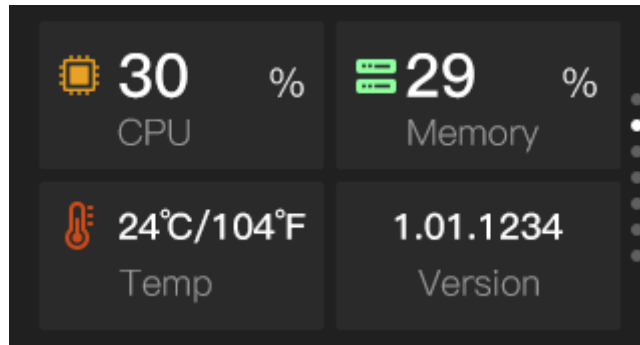 30 %
CPU
29 %
Memory
24℃/104°F
Temp
1.01.1234
Version